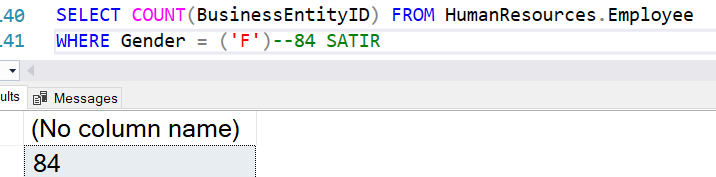 140 SELECT COUNT(BusinessEntityID) FROM HumanResources.Employee
141 WHERE Gender = ('F')--84 SATIR
ults Messages
(No column name)
84